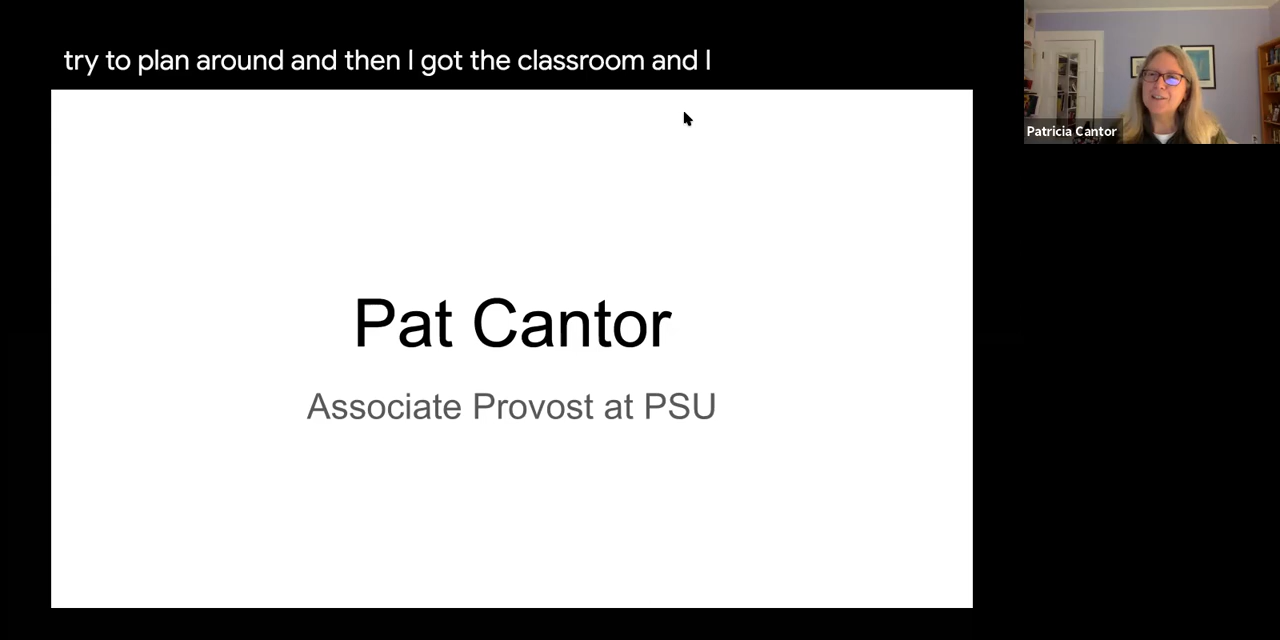 try to plan around and then I got the classroom and I
Patricia Cantor
Pat Cantor
Associate Provost at PSU